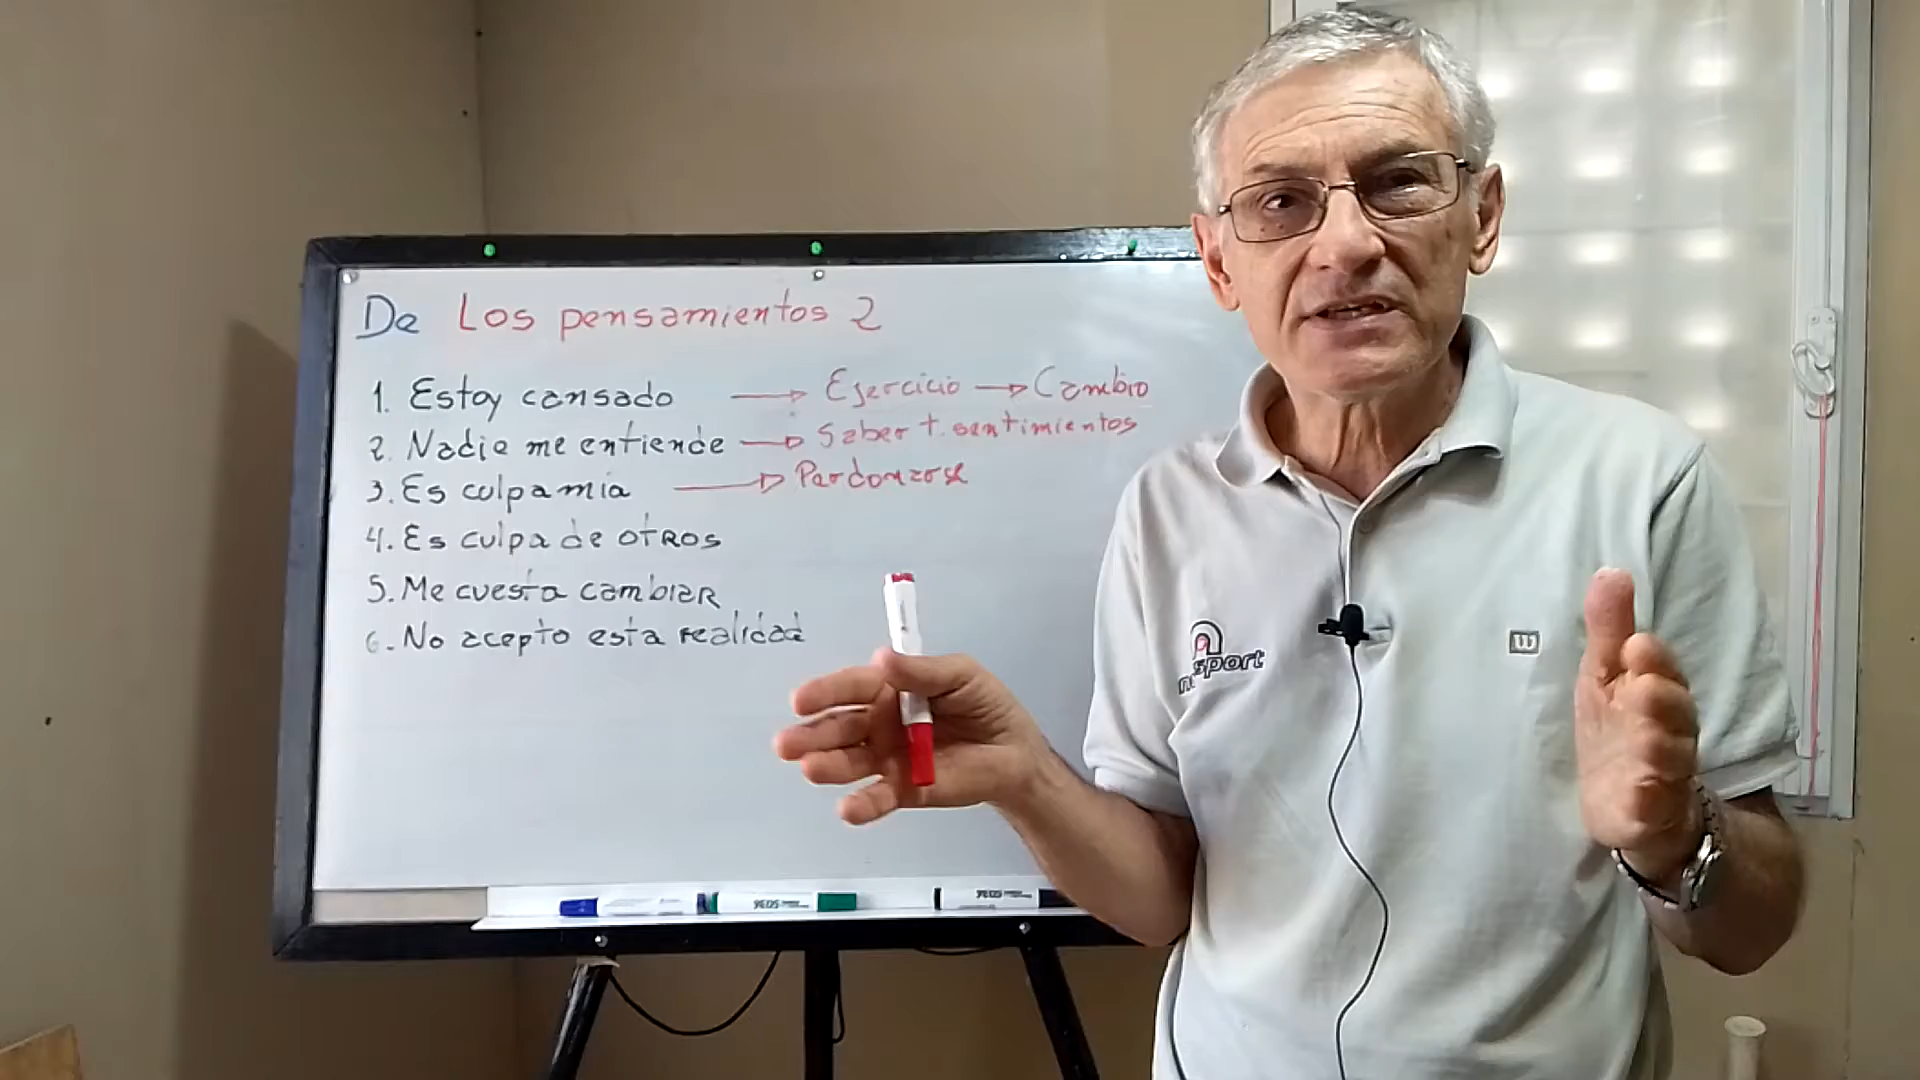 De Los pensamientos 2
1. Estoy cansado → Ejercicio → Cambio
2. Nadie me entiende → Saber t. sentimientos
3. Es culpa mia → Perdonarse
4. Es culpa de otros
5. Me cuesta cambiar
6. No acepto esta realidad
sport
W